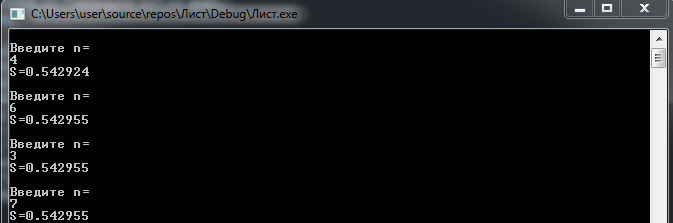 C:\Users\user\source\repos\Лист\Debug\Лист.exe
Введите n=
4
S=0.542924
Введите n=
6
S=0.542955
Введите n=
3
S=0.542955
Введите n=
7
S=0.542955